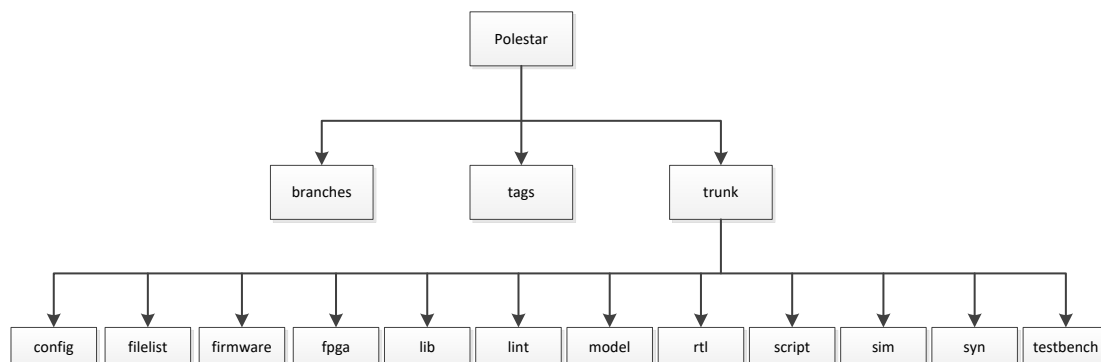 Polestar
branches
tags
trunk
config
filelist
firmware
fpga
lib
lint
model
rtl
script
sim
syn
testbench